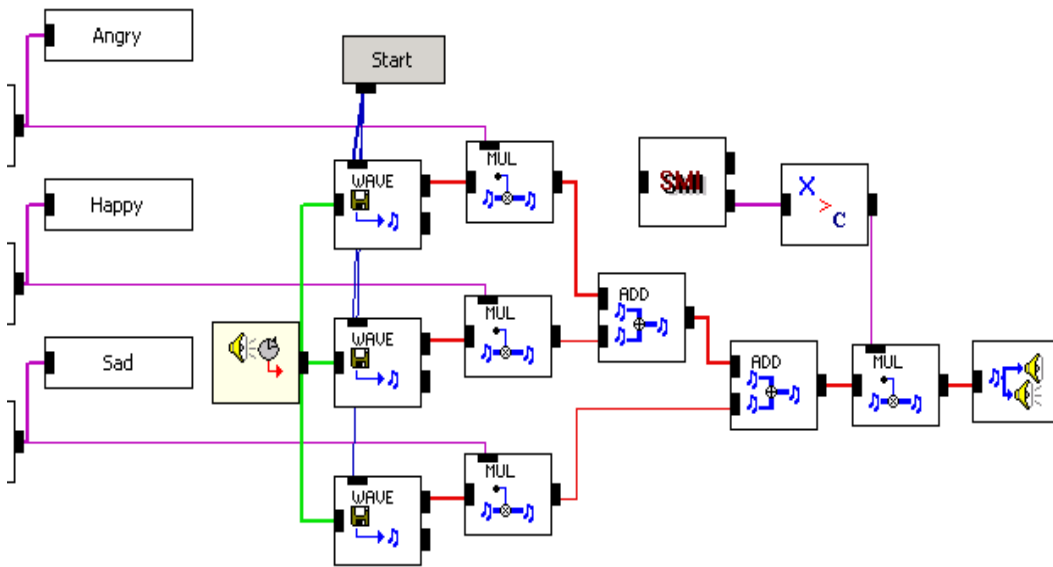 Angry
Start
WAVE
MUL
SMI
X
>
C
Happy
ADD
WAVE
MUL
Sad
ADD
MUL
WAVE
MUL